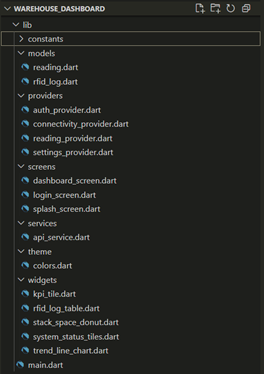 WAREHOUSE_DASHBOARD
lib
constants
models
reading.dart
rfid_log.dart
providers
auth_provider.dart
connectivity_provider.dart
reading_provider.dart
settings_provider.dart
screens
dashboard_screen.dart
login_screen.dart
splash_screen.dart
services
api_service.dart
theme
colors.dart
widgets
kpi_tile.dart
rfid_log_table.dart
stack_space_donut.dart
system_status_tiles.dart
trend_line_chart.dart
main.dart